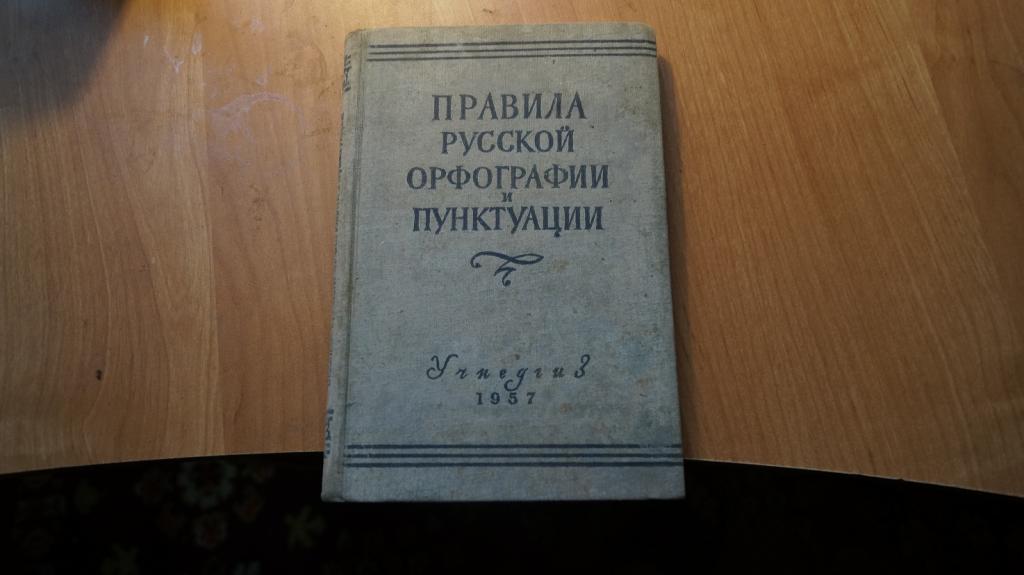 ПРАВИЛА
РУССКОЙ
ОРФОГРАФИИ
и
ПУНКТУАЦИИ
Учпедгиз
1957